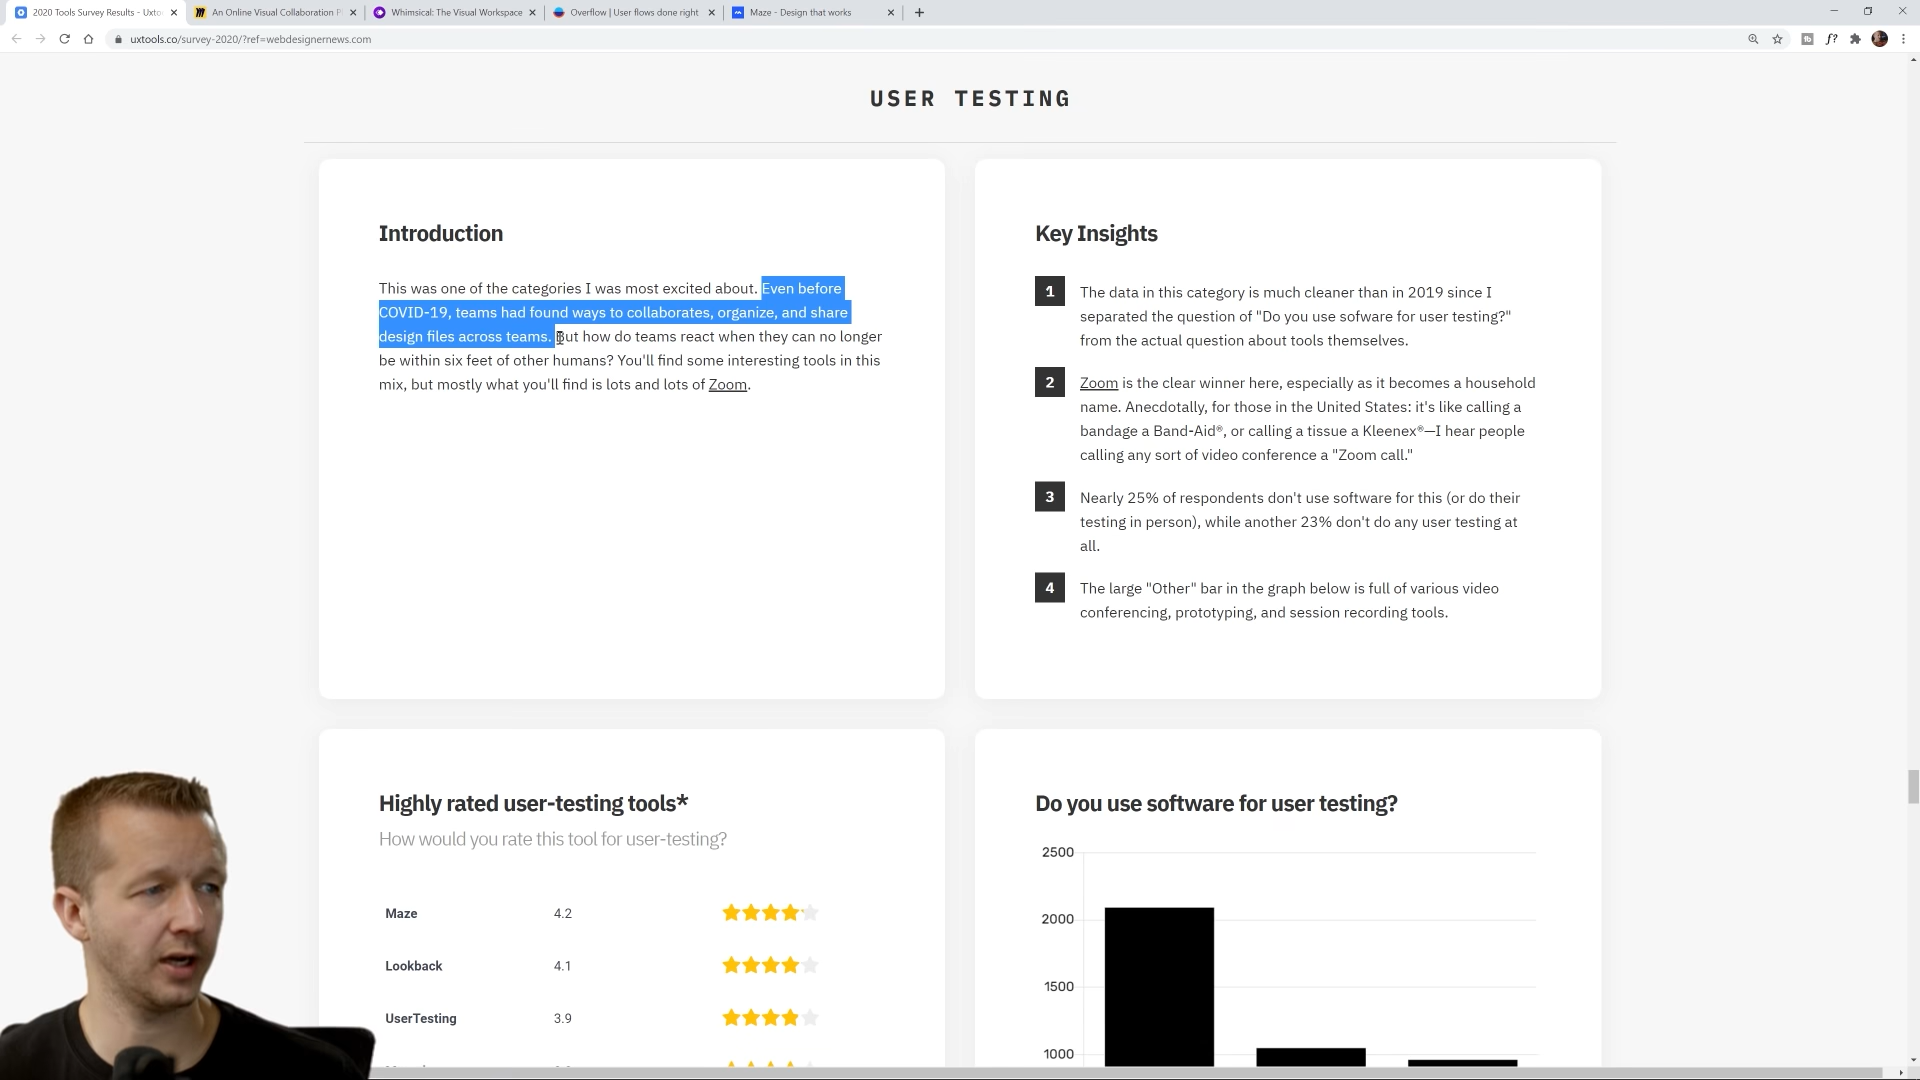 2020 Tools Survey Results - Uxto
An Online Visual Collaboration P
Whimsical: The Visual Workspace
Overflow | User flows done right
Maze - Design that works
uxtools.co/survey-2020/?ref=webdesignernews.com
f?
USER TESTING
Introduction
This was one of the categories I was most excited about. Even before
COVID-19, teams had found ways to collaborates, organize, and share
design files across teams. But how do teams react when they can no longer
be within six feet of other humans? You'll find some interesting tools in this
mix, but mostly what you'll find is lots and lots of Zoom.
Key Insights
1 The data in this category is much cleaner than in 2019 since I
separated the question of "Do you use sofware for user testing?"
from the actual question about tools themselves.
2 Zoom is the clear winner here, especially as it becomes a household
name. Anecdotally, for those in the United States: it's like calling a
bandage a Band-Aid®, or calling a tissue a Kleenex®—I hear people
calling any sort of video conference a "Zoom call."
3 Nearly 25% of respondents don't use software for this (or do their
testing in person), while another 23% don't do any user testing at
all.
4 The large "Other" bar in the graph below is full of various video
conferencing, prototyping, and session recording tools.
Highly rated user-testing tools*
How would you rate this tool for user-testing?
Maze 4.2
Lookback 4.1
UserTesting 3.9
Do you use software for user testing?
2500
2000
1500
1000